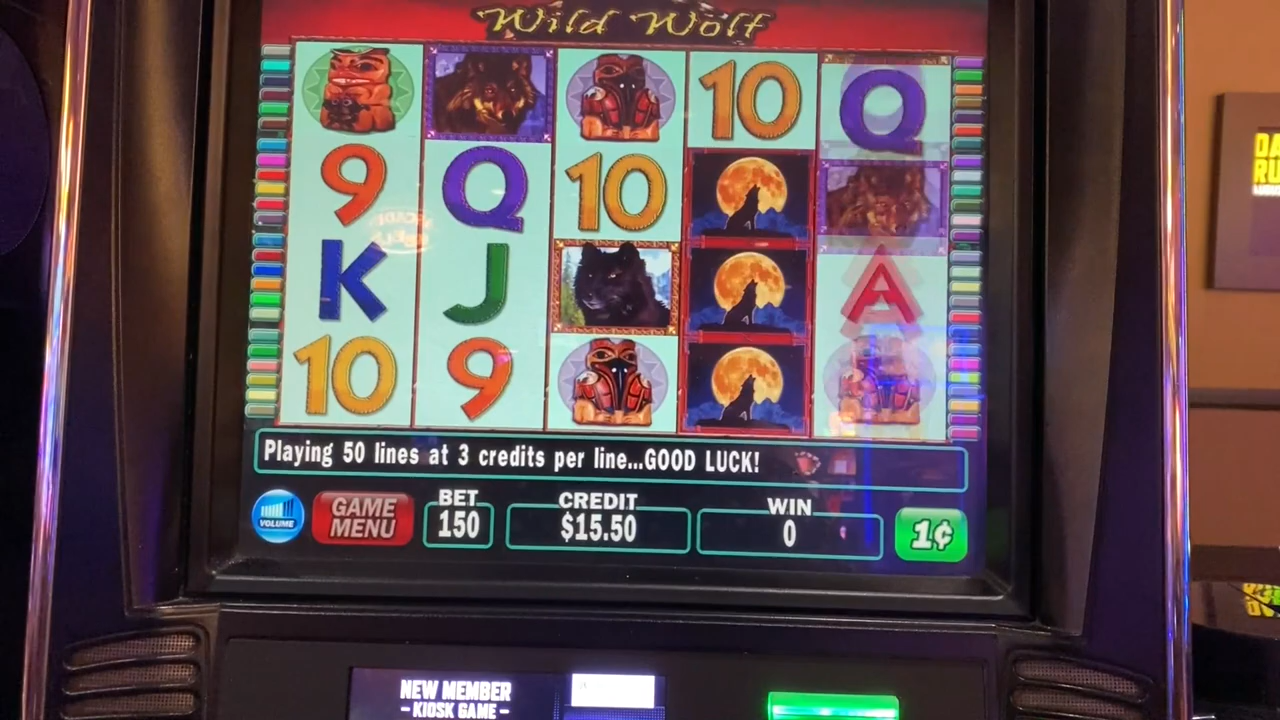 Wild Wolf
10 Q
9 Q 10
K J A
10 9
Playing 50 lines at 3 credits per line...GOOD LUCK!
VOLUME
GAME
MENU
BET
150
CREDIT
$15.50
WIN
0
1¢
NEW MEMBER
- KIOSK GAME -